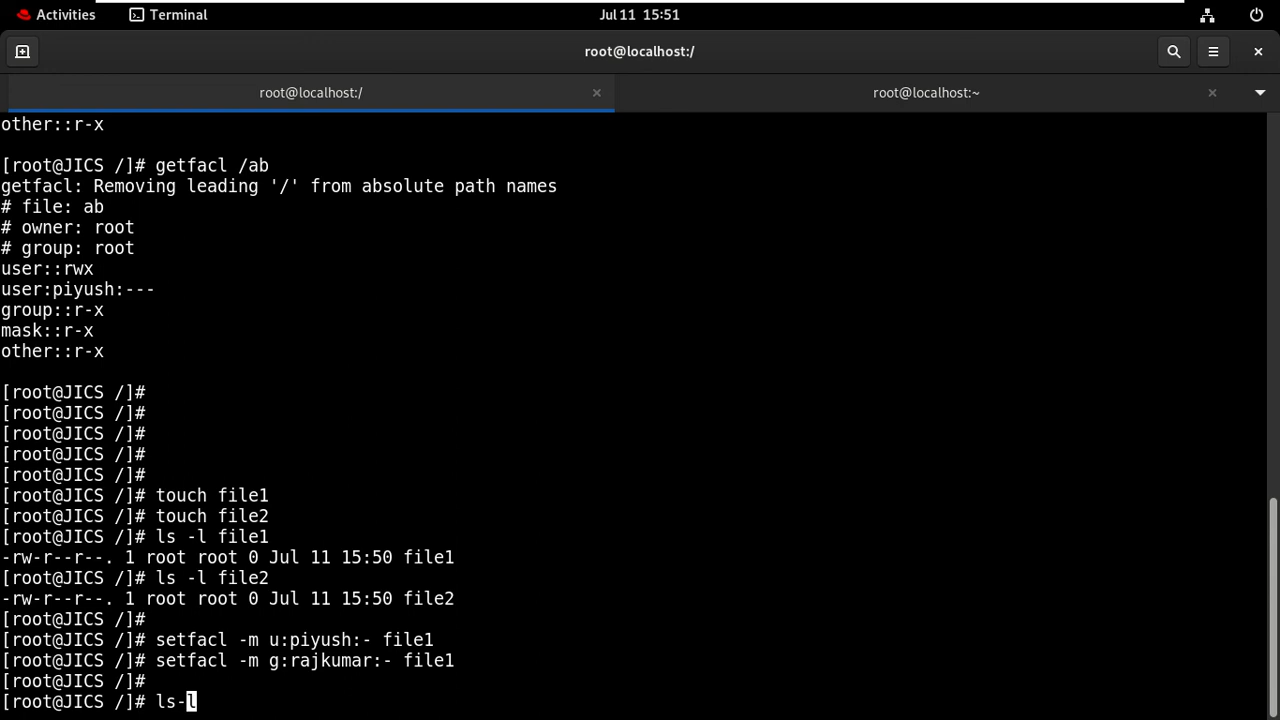 Activities
Terminal
Jul 11 15:51
root@localhost:/
root@localhost:/
root@localhost:~
other::r-x
[root@JICS /]# getfacl /ab
getfacl: Removing leading '/' from absolute path names
# file: ab
# owner: root
# group: root
user::rwx
user:piyush:---
group::r-x
mask::r-x
other::r-x
[root@JICS /]#
[root@JICS /]#
[root@JICS /]#
[root@JICS /]#
[root@JICS /]#
[root@JICS /]# touch file1
[root@JICS /]# touch file2
[root@JICS /]# ls -l file1
-rw-r--r--. 1 root root 0 Jul 11 15:50 file1
[root@JICS /]# ls -l file2
-rw-r--r--. 1 root root 0 Jul 11 15:50 file2
[root@JICS /]#
[root@JICS /]# setfacl -m u:piyush:- file1
[root@JICS /]# setfacl -m g:rajkumar:- file1
[root@JICS /]#
[root@JICS /]# ls-l